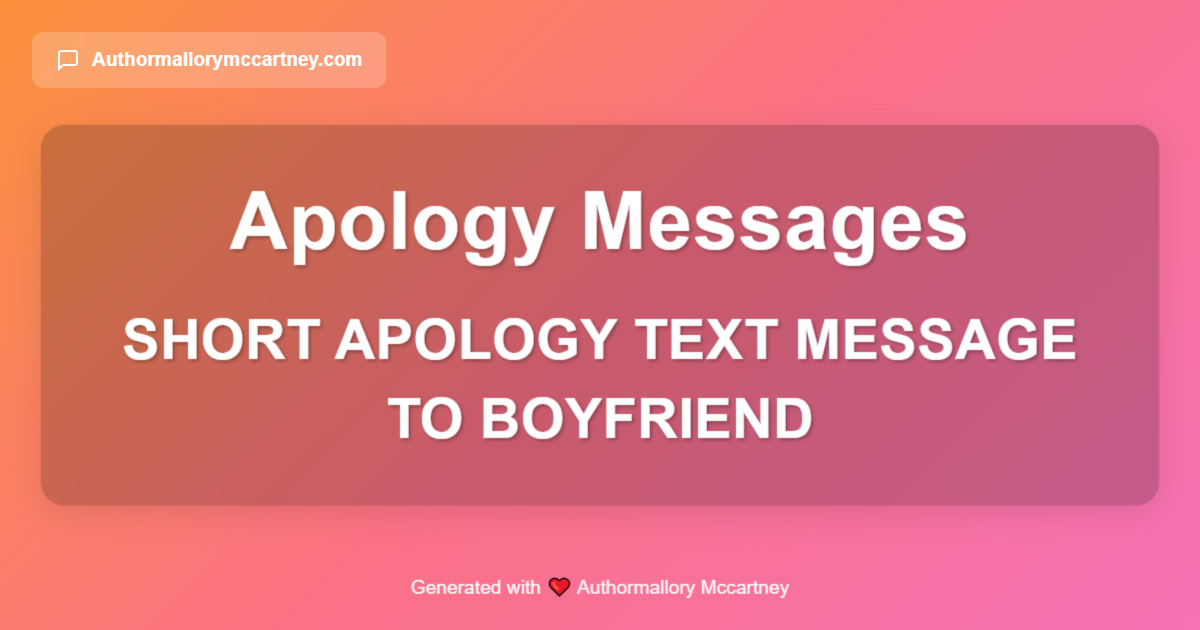 Authormallorymccartney.com
Apology Messages
SHORT APOLOGY TEXT MESSAGE
TO BOYFRIEND
Generated with ❤️ Authormallory Mccartney